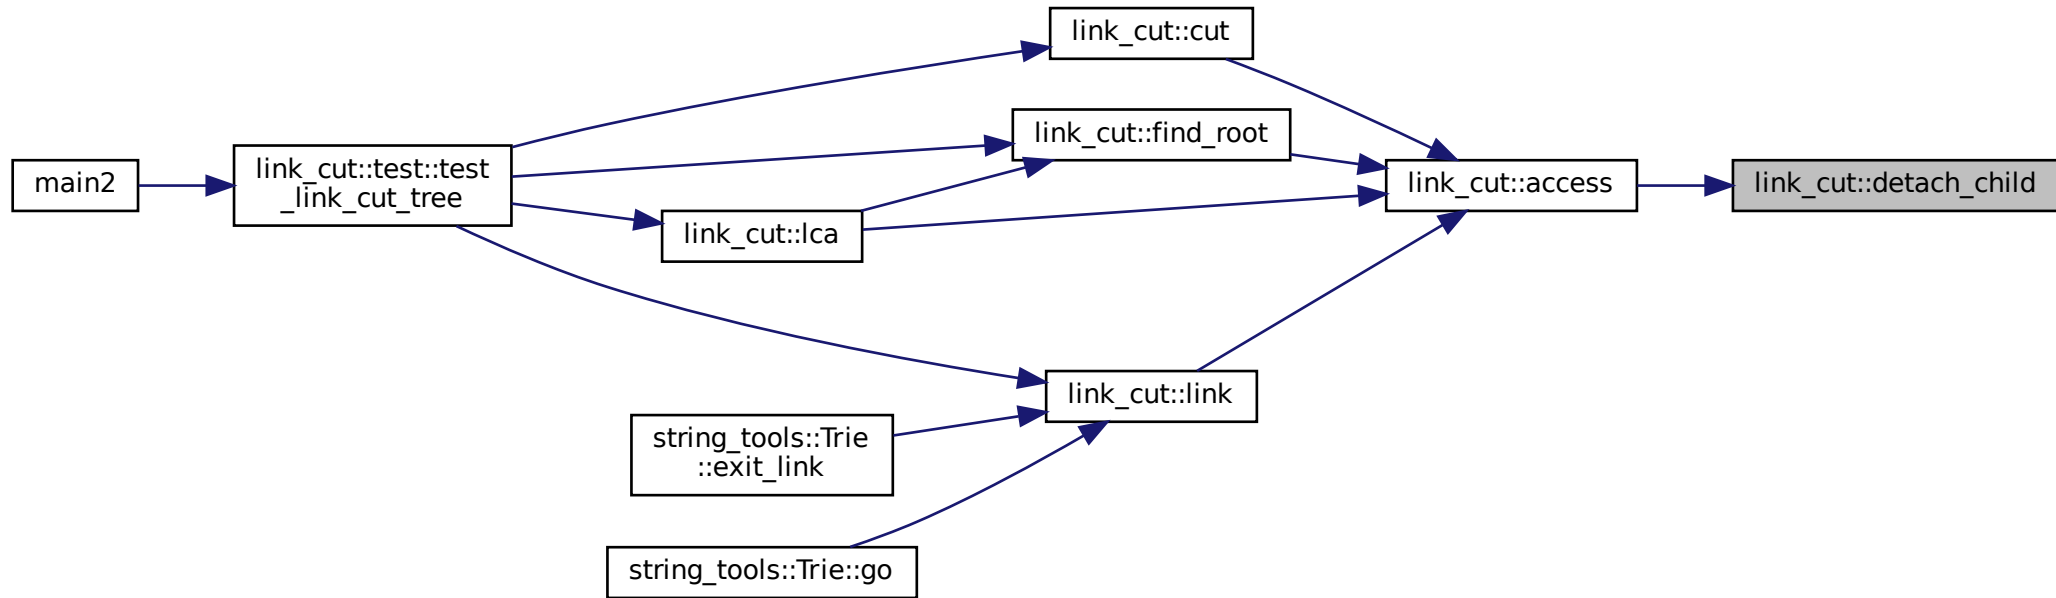 link_cut::cut
link_cut::find_root
main2
link_cut::test::test
_link_cut_tree
link_cut::access
link_cut::detach_child
link_cut::lca
link_cut::link
string_tools::Trie
::exit_link
string_tools::Trie::go